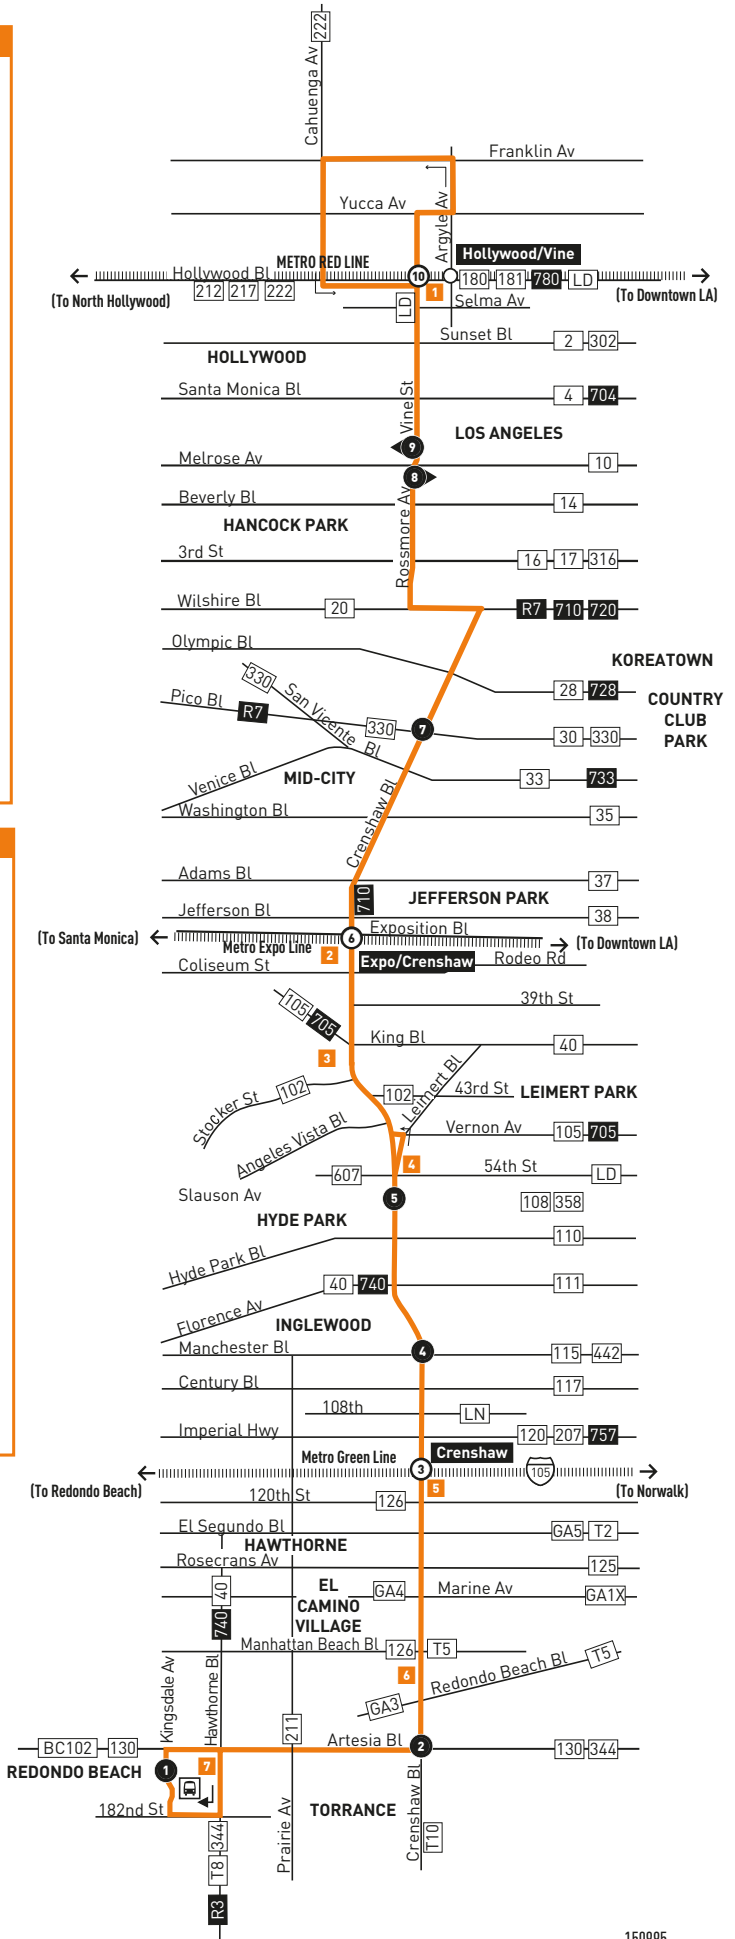 222
Cahuenga Av
Franklin Av
Yucca Av
Argyle Av
Hollywood/Vine
METRO RED LINE
Hollywood Bl
10
180 181 780 LD
(To North Hollywood)
212 217 222
1
(To Downtown LA)
LD
Selma Av
Sunset Bl
2 302
HOLLYWOOD
Santa Monica Bl
4 704
Vine St
LOS ANGELES
9
Melrose Av
10
8
Beverly Bl
14
HANCOCK PARK
Rossmore Av
3rd St
16 17 316
Wilshire Bl
20
R7 710 720
Olympic Bl
KOREATOWN
330
28 728
Pico Bl
R7
San Vicente Bl
330
7
30 330
COUNTRY
CLUB
PARK
Venice Bl
MID-CITY
33 733
Washington Bl
35
Crenshaw Bl
Adams Bl
37
710
JEFFERSON PARK
Jefferson Bl
38
Exposition Bl
(To Santa Monica)
Metro Expo Line
6
(To Downtown LA)
2
Expo/Crenshaw
Rodeo Rd
Coliseum St
39th St
105 705
King Bl
40
3
Stocker St
102
102
43rd St
Leimert Bl
LEIMERT PARK
Angeles Vista Bl
Vernon Av
105 705
4
607
54th St
LD
Slauson Av
5
108 358
HYDE PARK
110
Hyde Park Bl
40 740
111
Florence Av
INGLEWOOD
Manchester Bl
4
115 442
Century Bl
117
108th
LN
Imperial Hwy
120 207 757
Metro Green Line
Crenshaw
3
105
(To Redondo Beach)
5
(To Norwalk)
120th St
126
El Segundo Bl
GA5 T2
HAWTHORNE
Rosecrans Av
125
40
740
EL
CAMINO
VILLAGE
GA4
Marine Av
GA1X
Manhattan Beach Bl
126 T5
Kingsdale Av
Hawthorne Bl
6
Redondo Beach Bl
T5
GA3
211
BC102 130
Artesia Bl
2
130 344
REDONDO BEACH
1
7
182nd St
TORRANCE
Prairie Av
Crenshaw Bl
T10
344
T8
R3
150995